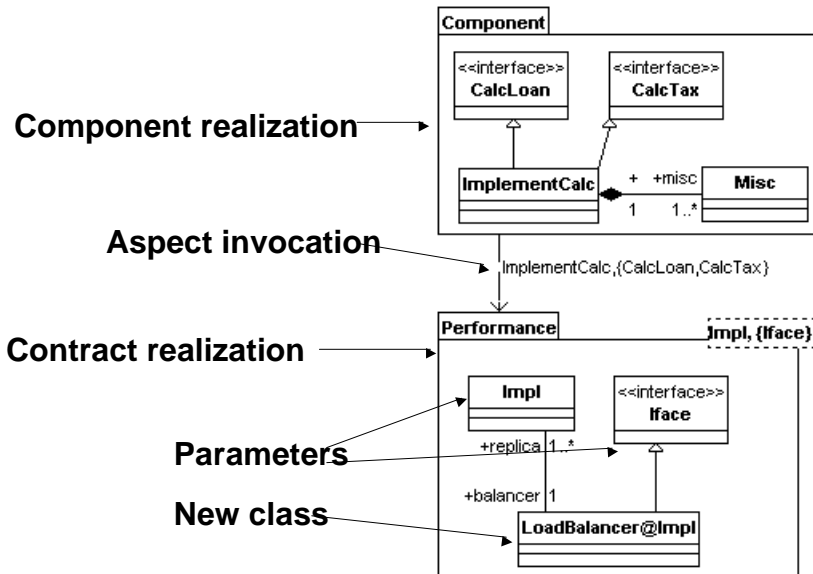 Component
<<interface>>
CalcLoan
<<interface>>
CalcTax
Component realization
ImplementCalc
+
+misc
1
1..*
Misc
Aspect invocation
ImplementCalc,{CalcLoan,CalcTax}
Performance
Impl, {Iface}
Contract realization
Impl
<<interface>>
Iface
+replica
1..*
Parameters
+balancer
1
New class
LoadBalancer@Impl